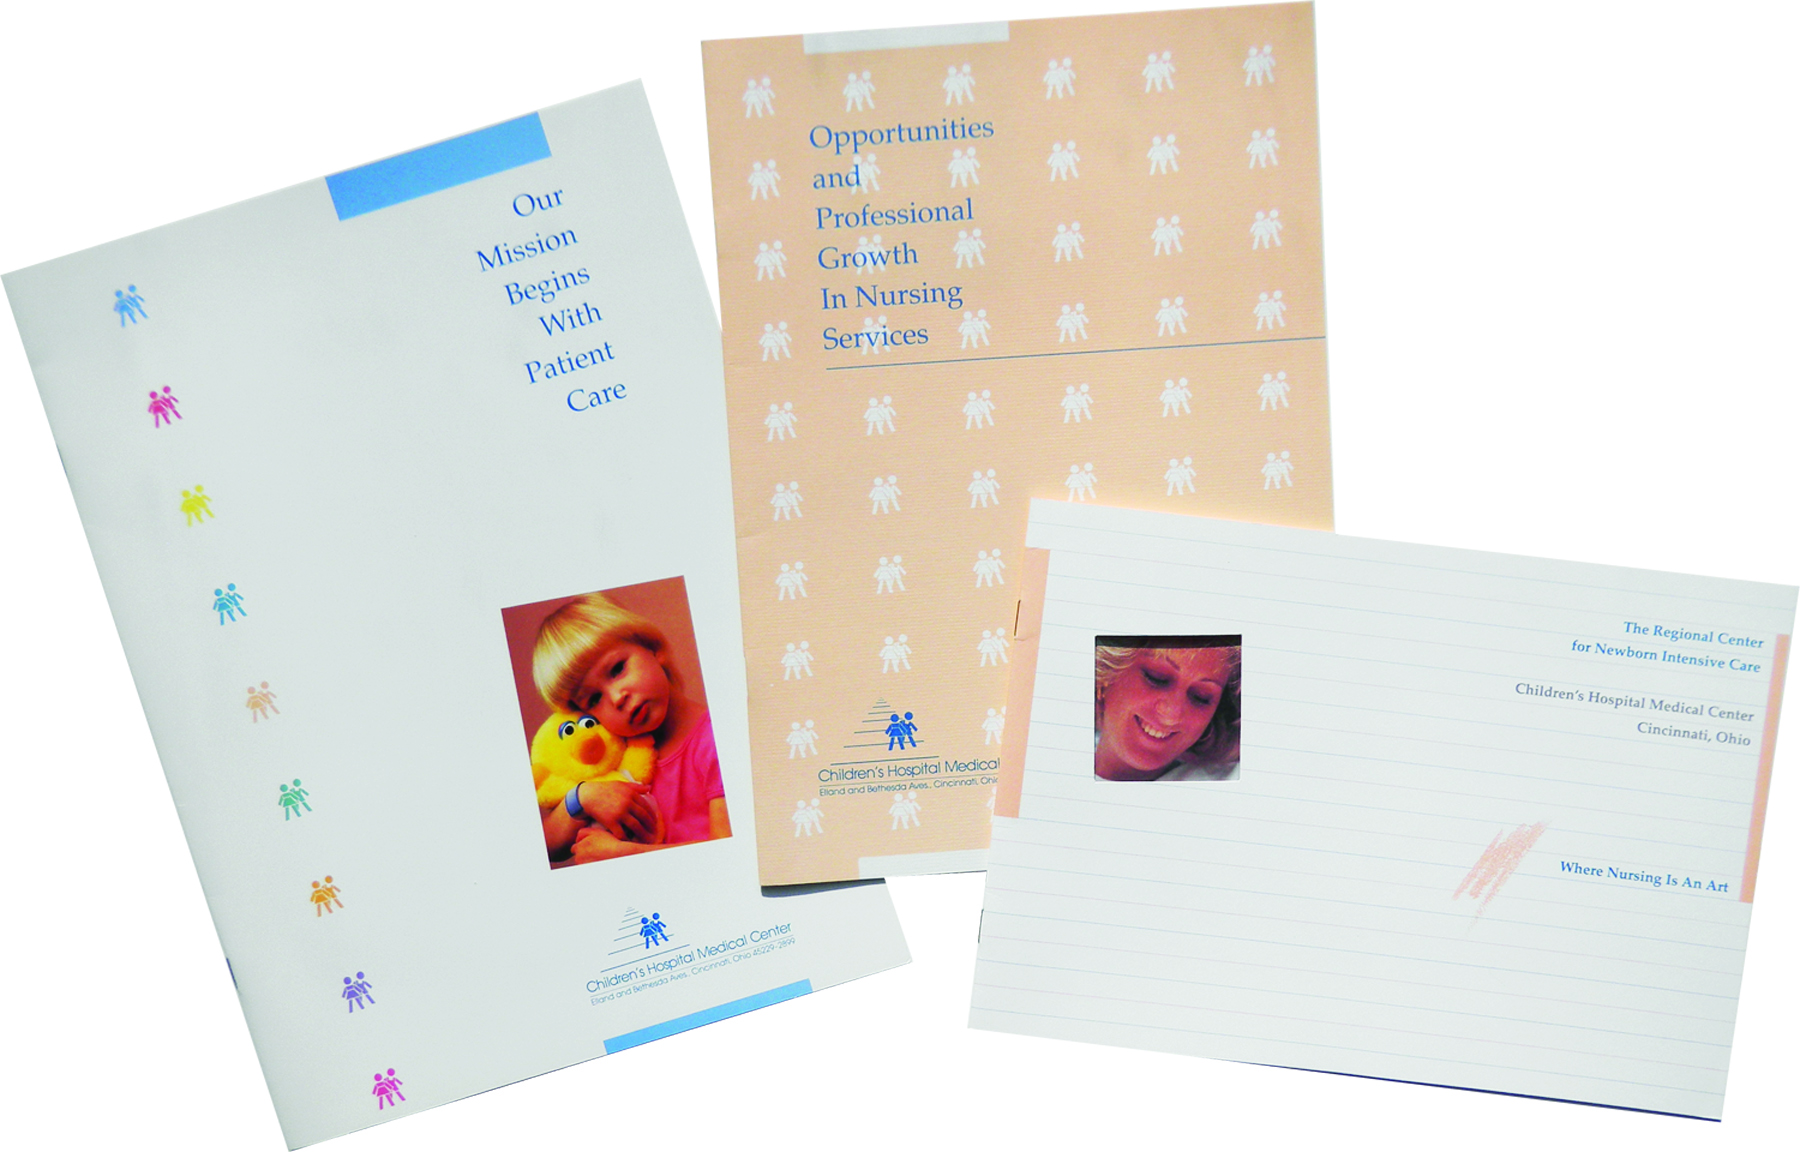 Our
Mission
Begins
With
Patient
Care
Children's Hospital Medical Center
Elland and Bethesda Aves., Cincinnati, Ohio 45229-2899
Opportunities
and
Professional
Growth
In Nursing
Services
Children's Hospital Medical
Elland and Bethesda Aves., Cincinnati, Ohio
The Regional Center
for Newborn Intensive Care
Children's Hospital Medical Center
Cincinnati, Ohio
Where Nursing Is An Art